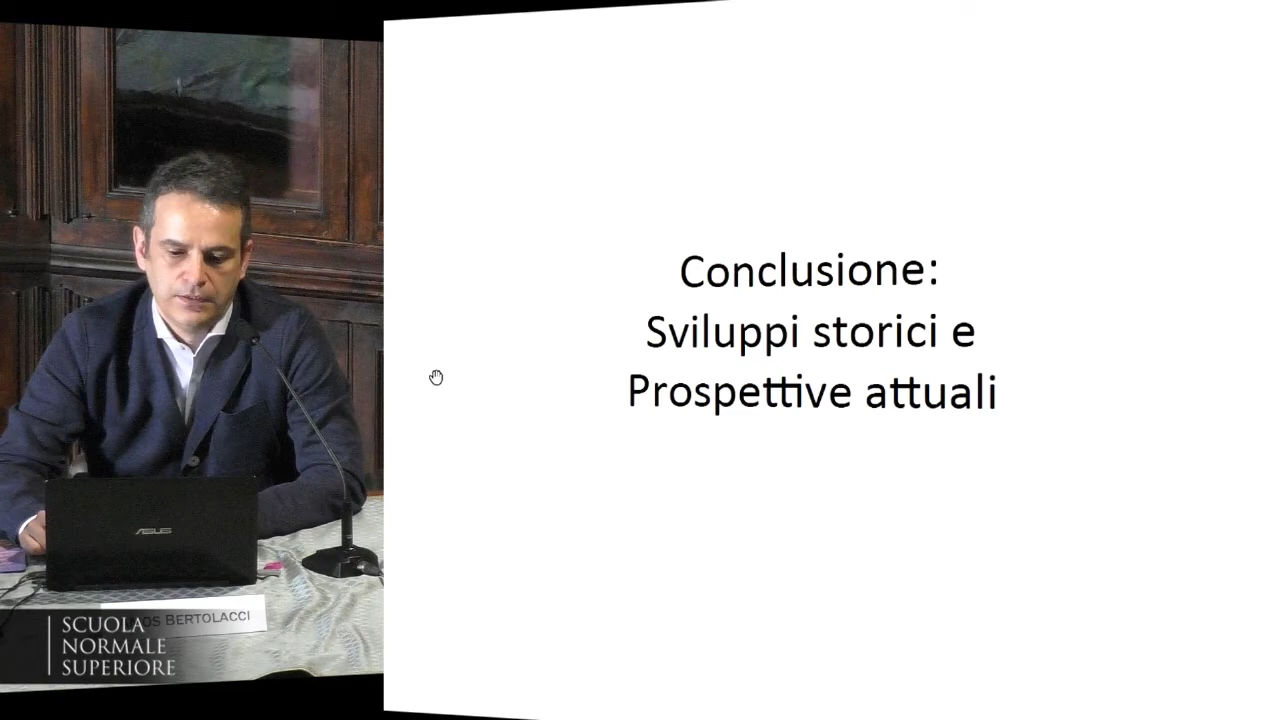 Conclusione:
Sviluppi storici e
Prospettive attuali
ASUS
BERTOLACCI
SCUOLA
NORMALE
SUPERIORE